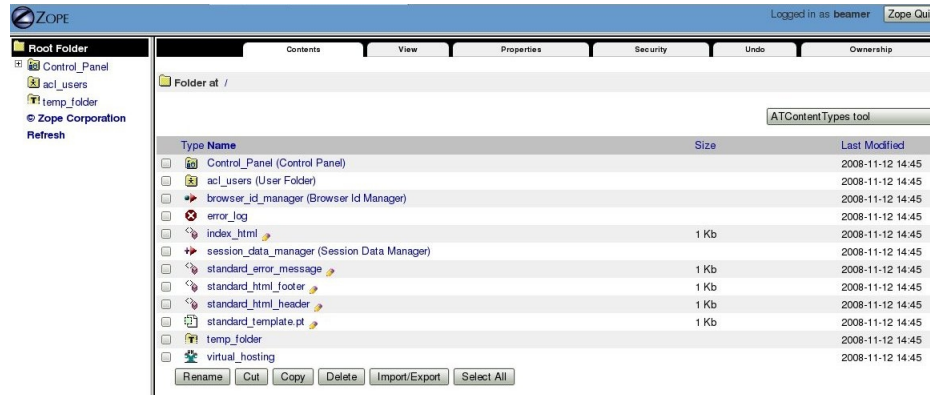 ZOPE
Logged in as beamer Zope Qui
Root Folder
Control_Panel
acl_users
temp_folder
© Zope Corporation
Refresh
Contents View Properties Security Undo Ownership
Folder at /
ATContentTypes tool
Type Name Size Last Modified
Control_Panel (Control Panel) 2008-11-12 14:45
acl_users (User Folder) 2008-11-12 14:45
browser_id_manager (Browser Id Manager) 2008-11-12 14:45
error_log 2008-11-12 14:45
index_html 1 Kb 2008-11-12 14:45
session_data_manager (Session Data Manager) 2008-11-12 14:45
standard_error_message 1 Kb 2008-11-12 14:45
standard_html_footer 1 Kb 2008-11-12 14:45
standard_html_header 1 Kb 2008-11-12 14:45
standard_template.pt 1 Kb 2008-11-12 14:45
temp_folder 2008-11-12 14:45
virtual_hosting 2008-11-12 14:45
Rename Cut Copy Delete Import/Export Select All